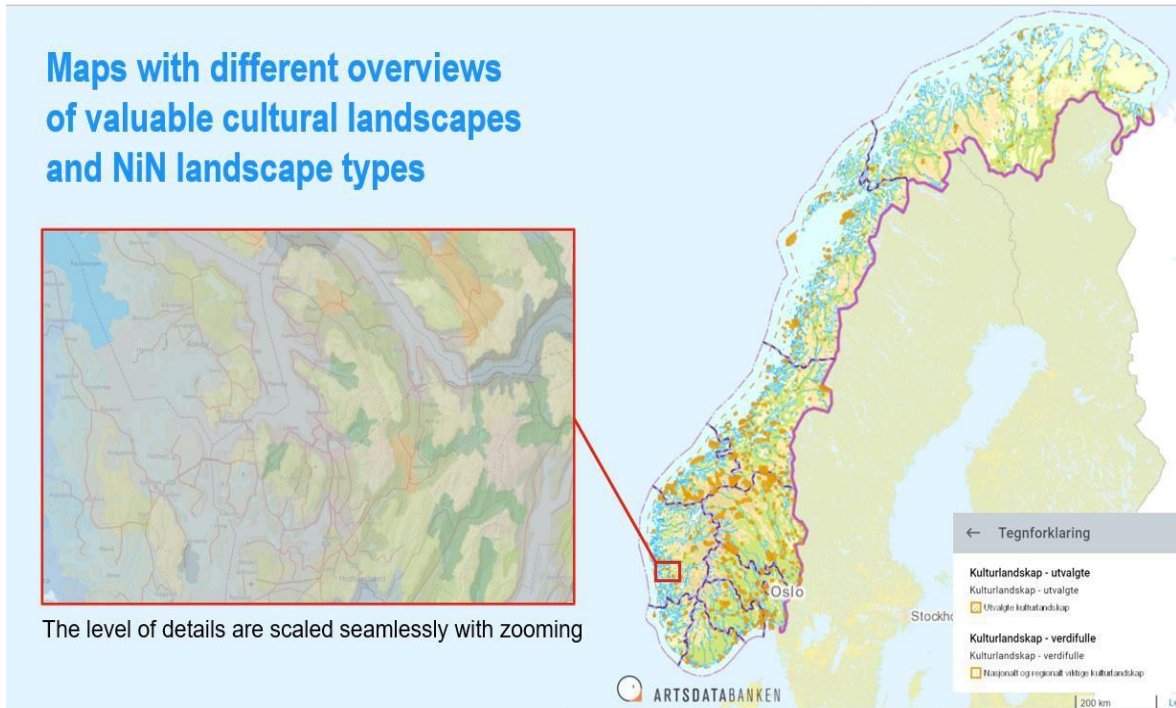 Maps with different overviews
of valuable cultural landscapes
and NiN landscape types
The level of details are scaled seamlessly with zooming
Oslo
← Tegnforklaring
Kulturlandskap - utvalgte
Kulturlandskap - utvalgte
Utvalgte kulturlandskap
Kulturlandskap - verdifulle
Kulturlandskap - verdifulle
Nasjonalt og regionalt viktige kulturlandskap
ARTSDATABANKEN
200 km